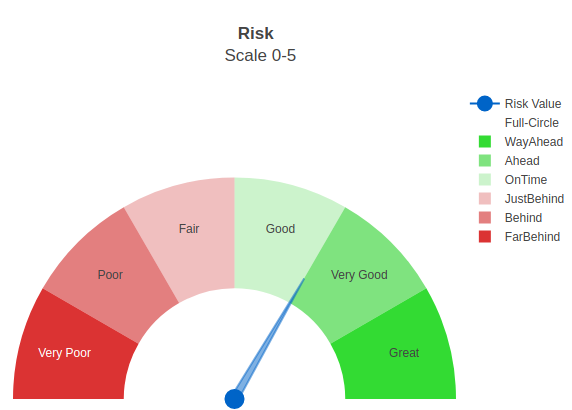 Risk
Scale 0-5
Risk Value
Full-Circle
WayAhead
Ahead
OnTime
JustBehind
Behind
FarBehind
Fair
Good
Poor
Very Good
Very Poor
Great